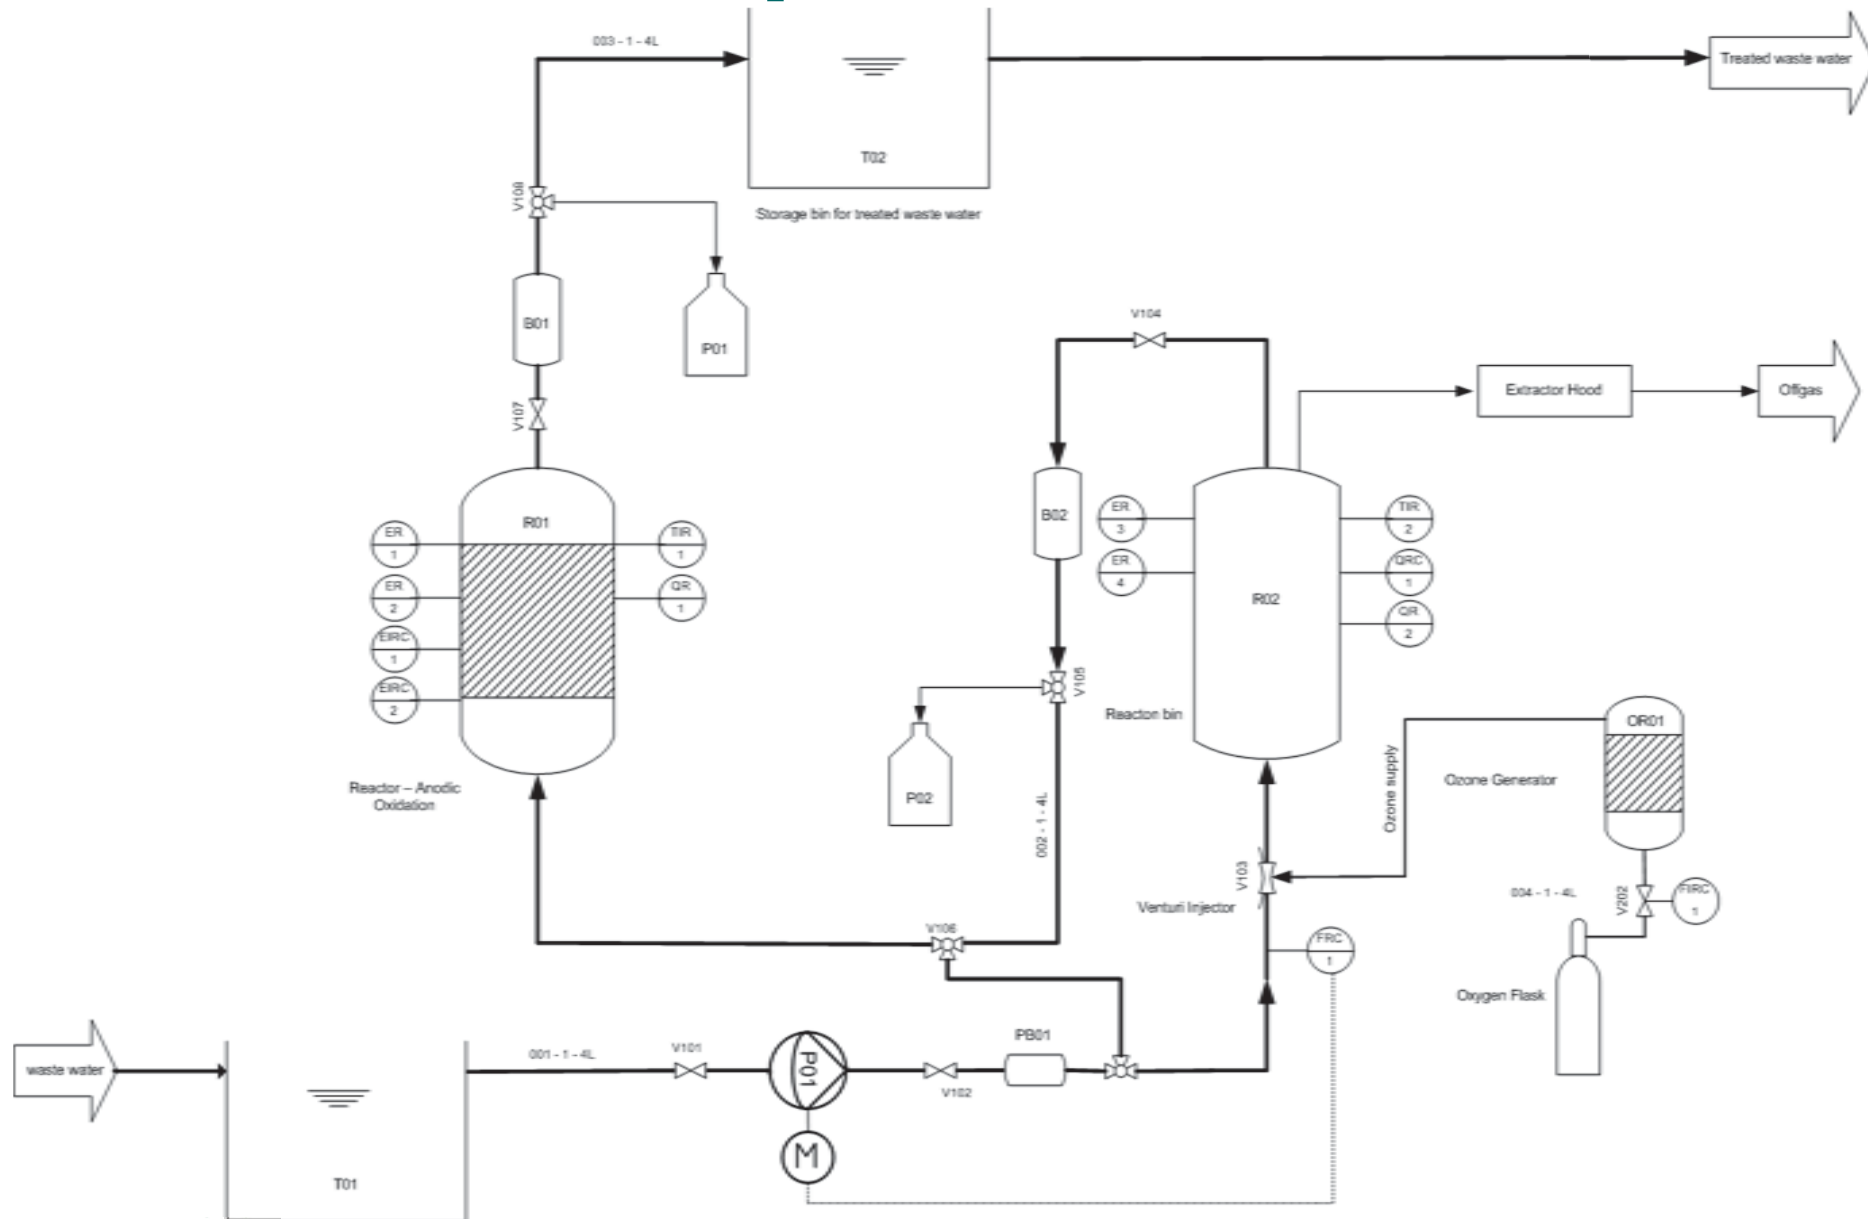 003 - 1 - 4L
Treated waste water
T02
V108
Storage bin for treated waste water
B01
P01
V104
V107
Extractor Hood
Offgas
R01
B02
ER
1
TIR
1
ER
2
QR
1
EIRC
1
EIRC
2
ER
3
TIR
2
ER
4
QRC
1
R02
QR
2
V105
Reacton bin
OR01
Reactor – Anodic
Oxidation
P02
002 - 1 - 4L
Ozone supply
Ozone Generator
V103
004 - 1 - 4L
V202
FIRC
1
Venturi Injector
V106
FRC
1
Oxygen Flask
waste water
001 - 1 - 4L
V101
P01
PB01
V102
M
T01